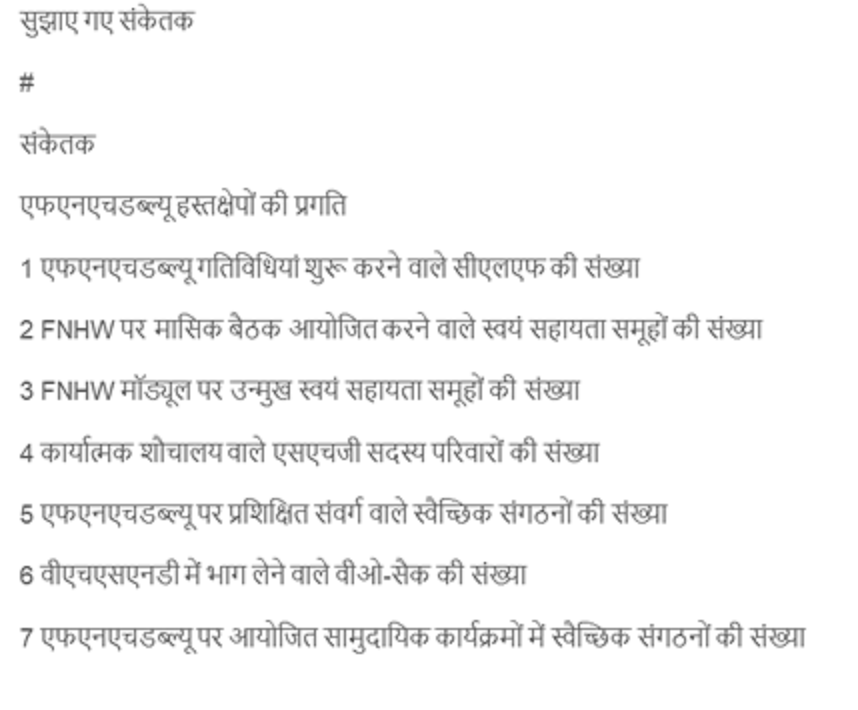 सुझाए गए संकेतक
#
संकेतक
एफएनएचडब्ल्यू हस्तक्षेपों की प्रगति
1 एफएनएचडब्ल्यू गतिविधियां शुरू करने वाले सीएलएफ की संख्या
2 FNHW पर मासिक बैठक आयोजित करने वाले स्वयं सहायता समूहों की संख्या
3 FNHW मॉड्यूल पर उन्मुख स्वयं सहायता समूहों की संख्या
4 कार्यात्मक शौचालय वाले एसएचजी सदस्य परिवारों की संख्या
5 एफएनएचडब्ल्यू पर प्रशिक्षित संवर्ग वाले स्वैच्छिक संगठनों की संख्या
6 वीएचएसएनडी में भाग लेने वाले वीओ-सैक की संख्या
7 एफएनएचडब्ल्यू पर आयोजित सामुदायिक कार्यक्रमों में स्वैच्छिक संगठनों की संख्या